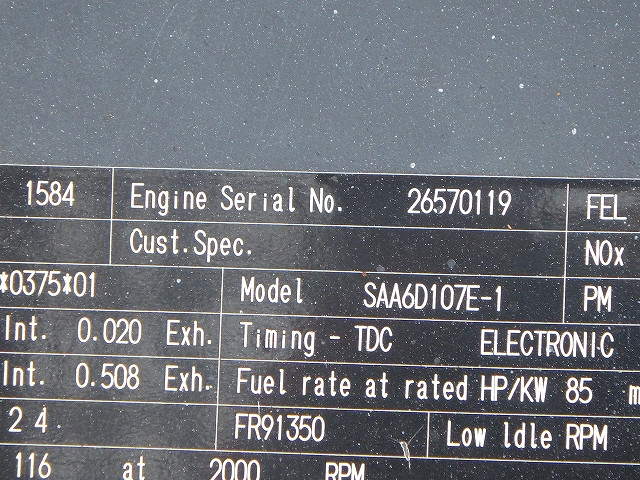 1584 Engine Serial No. 26570119 FEL
Cust.Spec. NOx
*0375*01 Model SAA6D107E-1 PM
Int. 0.020 Exh. Timing - TDC ELECTRONIC
Int. 0.508 Exh. Fuel rate at rated HP/KW 85 m
2 4 FR91350 Low ldle RPM
116 at 2000 RPM